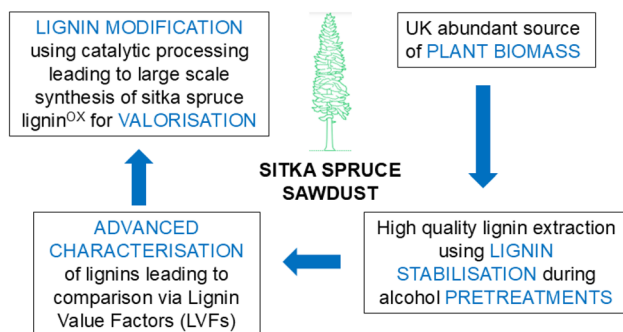 LIGNIN MODIFICATION
using catalytic processing
leading to large scale
synthesis of sitka spruce
ligninᴼˣ for VALORISATION
UK abundant source
of PLANT BIOMASS
SITKA SPRUCE
SAWDUST
High quality lignin extraction
using LIGNIN
STABILISATION during
alcohol PRETREATMENTS
ADVANCED
CHARACTERISATION
of lignins leading to
comparison via Lignin
Value Factors (LVFs)